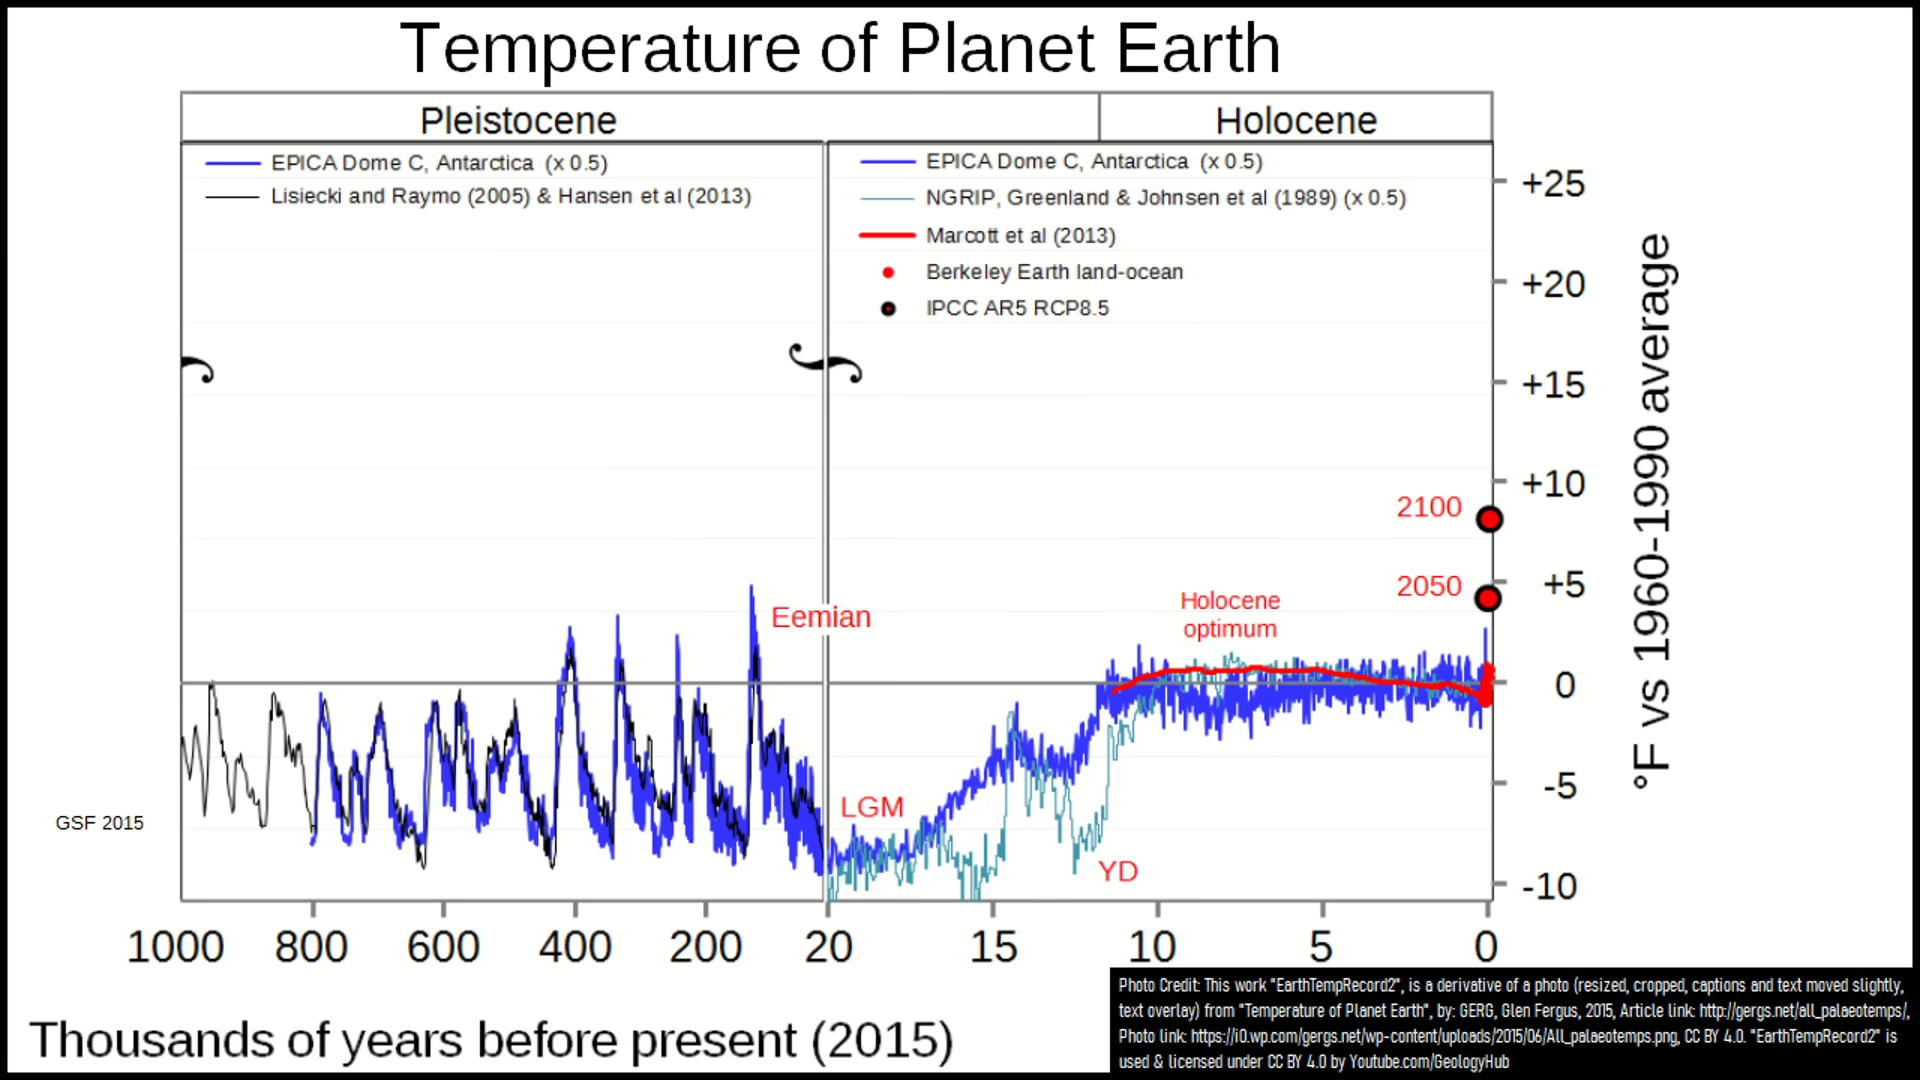 Temperature of Planet Earth
Pleistocene
Holocene
EPICA Dome C, Antarctica (x 0.5)
Lisiecki and Raymo (2005) & Hansen et al (2013)
EPICA Dome C, Antarctica (x 0.5)
NGRIP, Greenland & Johnsen et al (1989) (x 0.5)
Marcott et al (2013)
Berkeley Earth land-ocean
IPCC AR5 RCP8.5
+25
+20
+15
+10
+5
0
-5
-10
°F vs 1960-1990 average
2100
2050
Holocene
optimum
Eemian
LGM
YD
GSF 2015
1000 800 600 400 200 20 15 10 5 0
Thousands of years before present (2015)
Photo Credit: This work "EarthTempRecord2", is a derivative of a photo (resized, cropped, captions and text moved slightly,
text overlay) from "Temperature of Planet Earth", by: GERG, Glen Fergus, 2015, Article link: http://gergs.net/all_palaeotemps/,
Photo link: https://i0.wp.com/gergs.net/wp-content/uploads/2015/06/All_palaeotemps.png, CC BY 4.0. "EarthTempRecord2" is
used & licensed under CC BY 4.0 by Youtube.com/GeologyHub